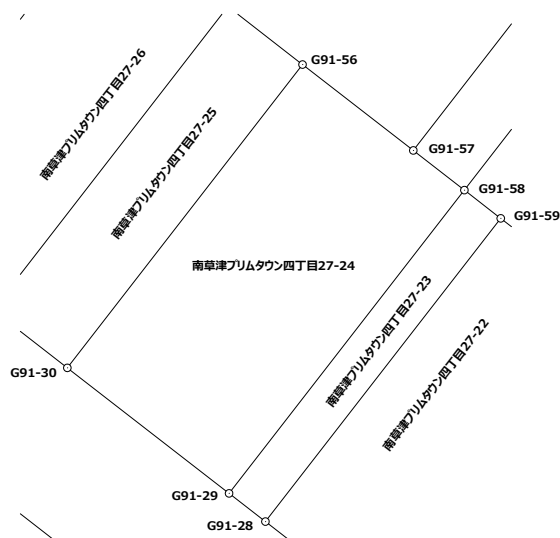 G91-56
南草津プリムタウン四丁目27-26
南草津プリムタウン四丁目27-25
G91-57
G91-58
G91-59
南草津プリムタウン四丁目27-24
南草津プリムタウン四丁目27-23
南草津プリムタウン四丁目27-22
G91-30
G91-29
G91-28